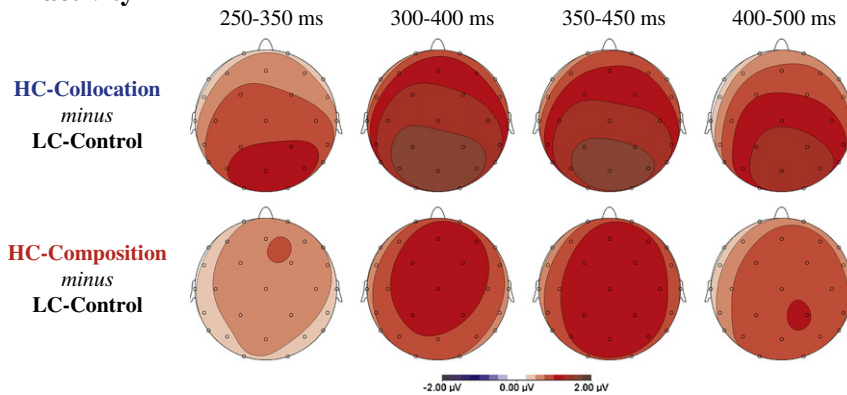 250-350 ms 300-400 ms 350-450 ms 400-500 ms
HC-Collocation
minus
LC-Control
HC-Composition
minus
LC-Control
-2.00 µV 0.00 µV 2.00 µV